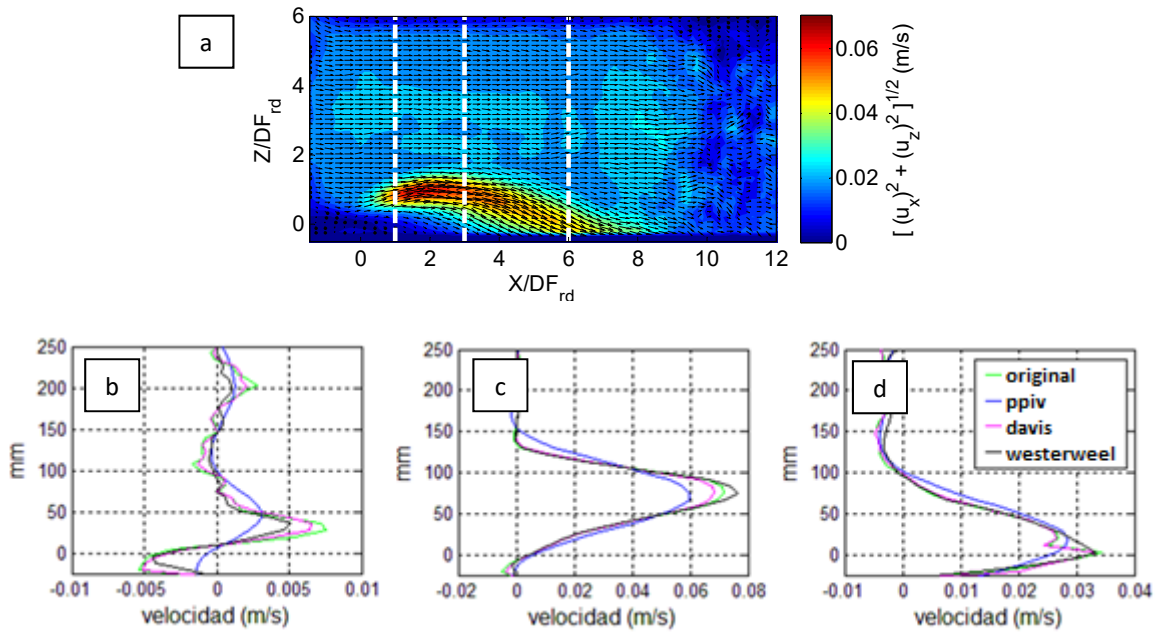 a
6
4
2
0
Z/DFrd
0 2 4 6 8 10 12
X/DFrd
0.06
0.04
0.02
0
[ (ux)2 + (uz)2 ]1/2 (m/s)
b
250
200
150
100
50
0
mm
-0.01 -0.005 0 0.005 0.01
velocidad (m/s)
c
250
200
150
100
50
0
mm
-0.02 0 0.02 0.04 0.06 0.08
velocidad (m/s)
d
250
200
150
100
50
0
mm
-0.01 0 0.01 0.02 0.03 0.04
velocidad (m/s)
original
ppiv
davis
westerweel